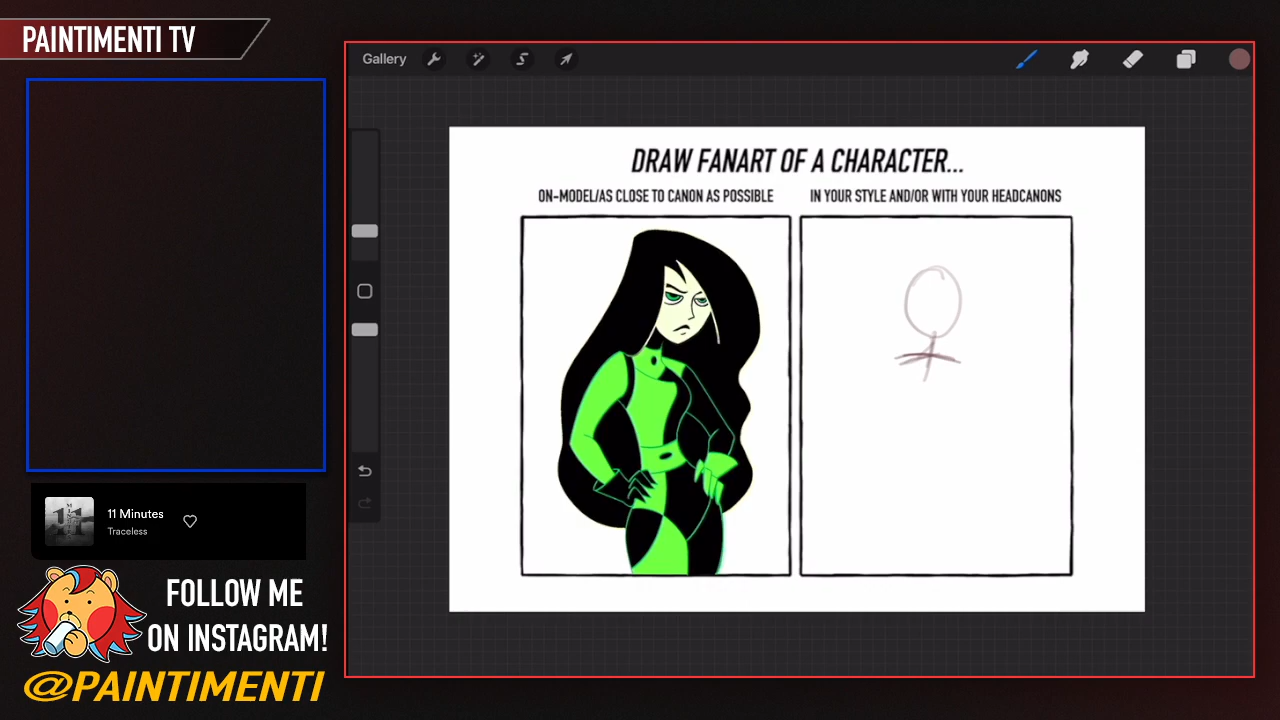 PAINTIMENTI TV
Gallery
DRAW FANART OF A CHARACTER...
ON-MODEL/AS CLOSE TO CANON AS POSSIBLE
IN YOUR STYLE AND/OR WITH YOUR HEADCANONS
11 Minutes
Traceless
FOLLOW ME
ON INSTAGRAM!
@PAINTIMENTI